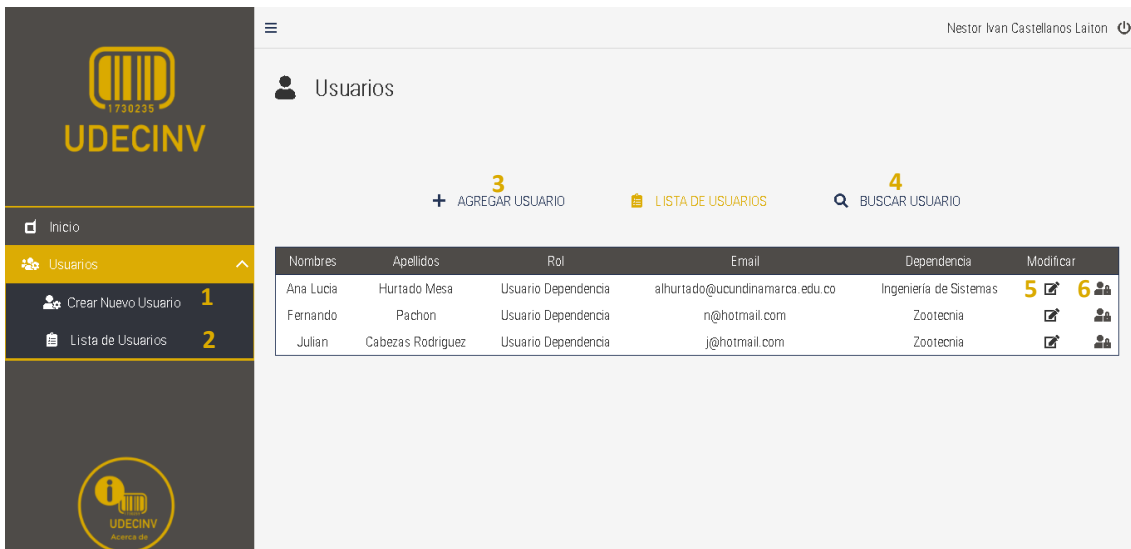 1730235
UDECINV
Inicio
Usuarios
Crear Nuevo Usuario 1
Lista de Usuarios 2
UDECINV
Acerca de
Nestor Ivan Castellanos Laiton
Usuarios
3 4
AGREGAR USUARIO LISTA DE USUARIOS BUSCAR USUARIO
Nombres Apellidos Rol Email Dependencia Modificar
Ana Lucia Hurtado Mesa Usuario Dependencia alhurtado@ucundinamarca.edu.co Ingeniería de Sistemas 5 6
Fernando Pachon Usuario Dependencia n@hotmail.com Zootecnia
Julian Cabezas Rodriguez Usuario Dependencia j@hotmail.com Zootecnia